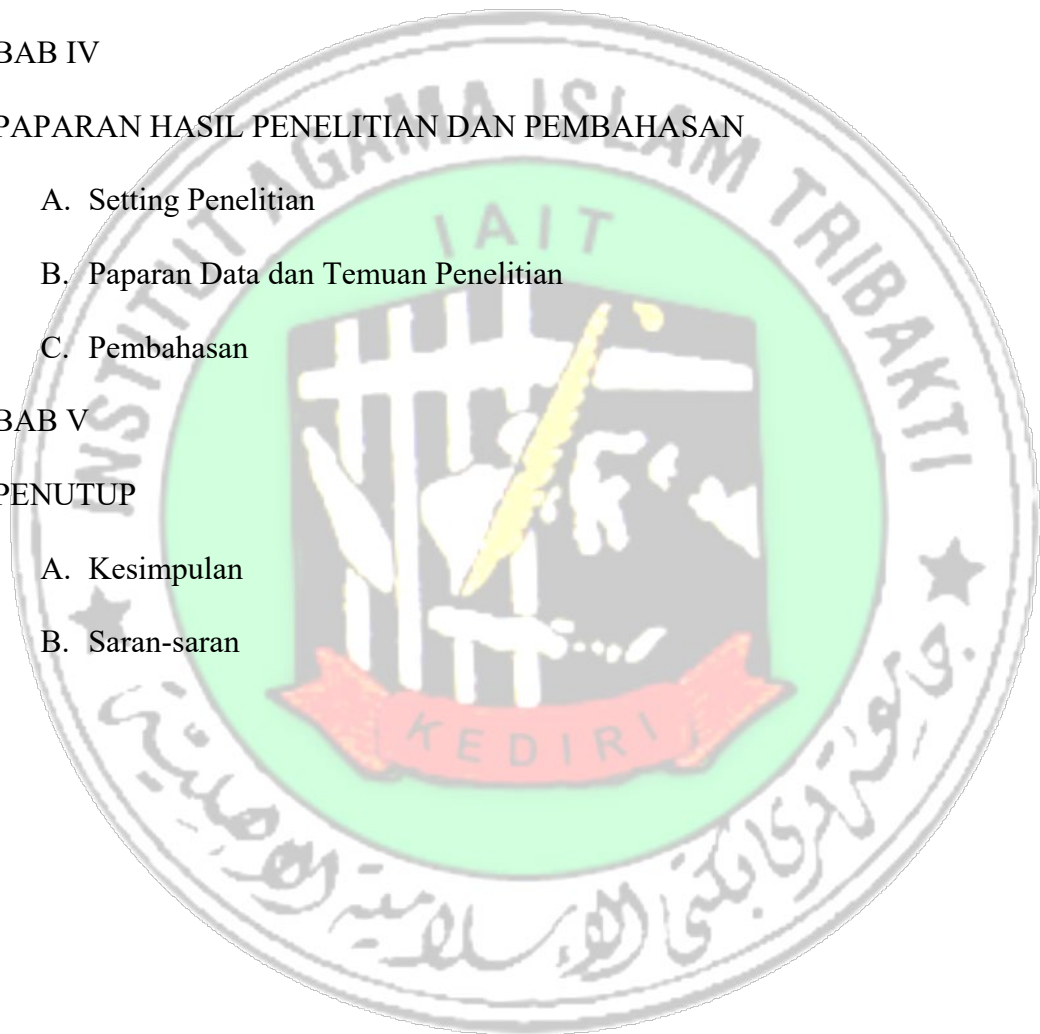 BAB IV
PAPARAN HASIL PENELITIAN DAN PEMBAHASAN
A. Setting Penelitian
B. Paparan Data dan Temuan Penelitian
C. Pembahasan
BAB V
PENUTUP
A. Kesimpulan
B. Saran-saran
INSTITUT AGAMA ISLAM TRIBAKTI
IAIT
KEDIRI